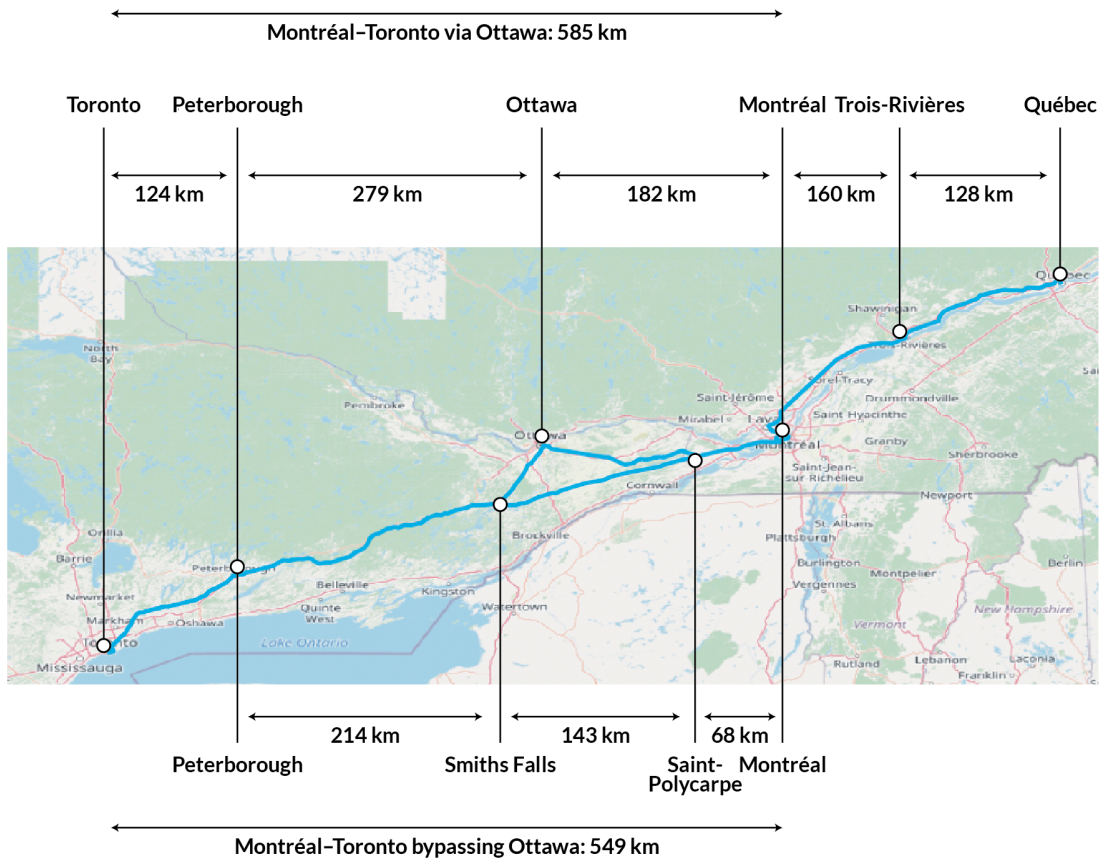 Montréal–Toronto via Ottawa: 585 km
Toronto Peterborough Ottawa Montréal Trois-Rivières Québec
124 km 279 km 182 km 160 km 128 km
Québec
Shawinigan
North
Bay
Trois-Rivières
Sorel-Tracy
Pembroke
Saint-Jérôme
Drummondville
Mirabel
Laval
Saint Hyacinthe
Ottawa
Montréal
Granby
Sherbrooke
Saint-Jean-
sur-Richelieu
Cornwall
Newport
St. Albans
Orillia
Brockville
Plattsburgh
Barrie
Burlington
Berlin
Peterborough
Montpelier
Belleville
Kingston
Vergennes
Newmarket
Quinte
West
Watertown
New Hampshire
Markham
Oshawa
Vermont
Toronto
Lake Ontario
Mississauga
Rutland
Lebanon
Laconia
Franklin
214 km 143 km 68 km
Peterborough Smiths Falls Saint-
Polycarpe Montréal
Montréal–Toronto bypassing Ottawa: 549 km